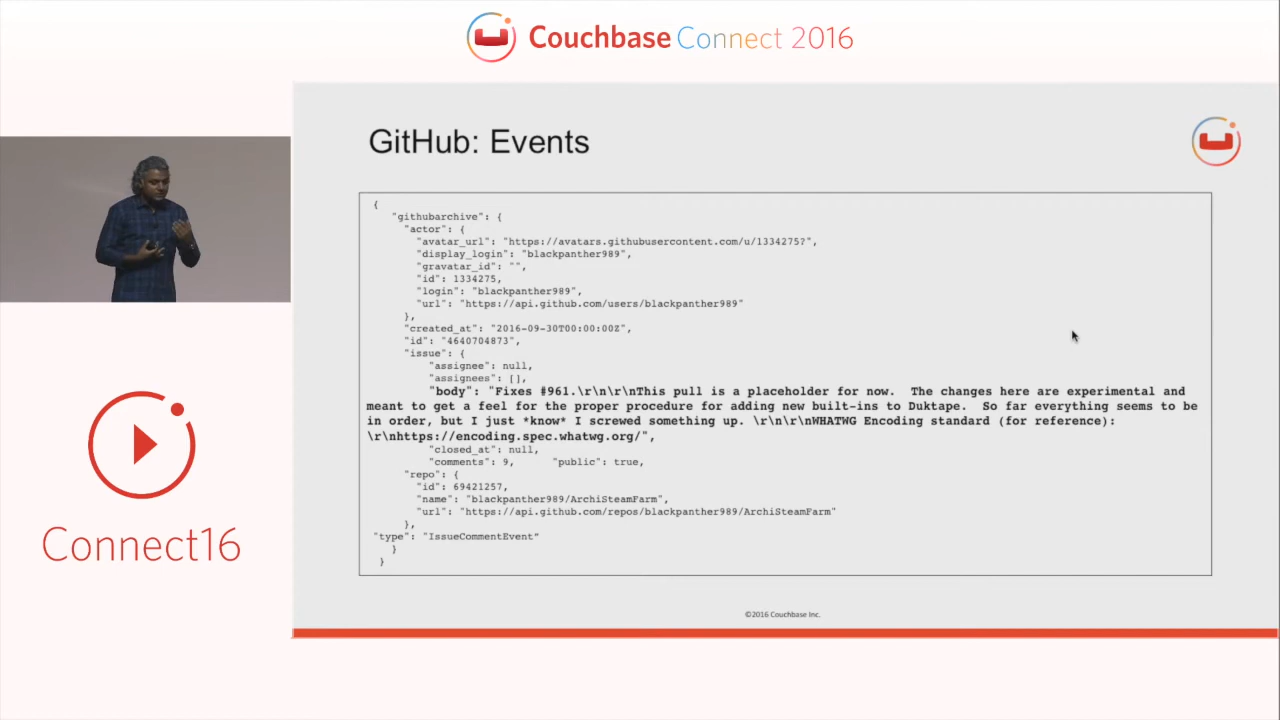 Couchbase Connect 2016
GitHub: Events
{
"githubarchive": {
"actor": {
"avatar_url": "https://avatars.githubusercontent.com/u/1334275?",
"display_login": "blackpanther989",
"gravatar_id": "",
"id": 1334275,
"login": "blackpanther989",
"url": "https://api.github.com/users/blackpanther989"
},
"created_at": "2016-09-30T00:00:00Z",
"id": "4640704873",
"issue": {
"assignee": null,
"assignees": [],
"body": "Fixes #961.\r\n\r\nThis pull is a placeholder for now.  The changes here are experimental and
meant to get a feel for the proper procedure for adding new built-ins to Duktape.  So far everything seems to be
in order, but I just *know* I screwed something up. \r\n\r\nWHATWG Encoding standard (for reference):
\r\nhttps://encoding.spec.whatwg.org/",
"closed_at": null,
"comments": 9,     "public": true,
"repo": {
"id": 69421257,
"name": "blackpanther989/ArchiSteamFarm",
"url": "https://api.github.com/repos/blackpanther989/ArchiSteamFarm"
},
"type": "IssueCommentEvent"
}
}
©2016 Couchbase Inc.
Connect16